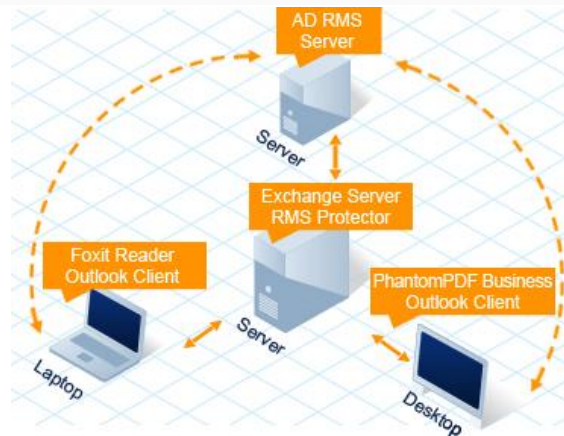 AD RMS
Server
Server
Exchange Server
RMS Protector
Foxit Reader
Outlook Client
PhantomPDF Business
Outlook Client
Server
Laptop
Desktop